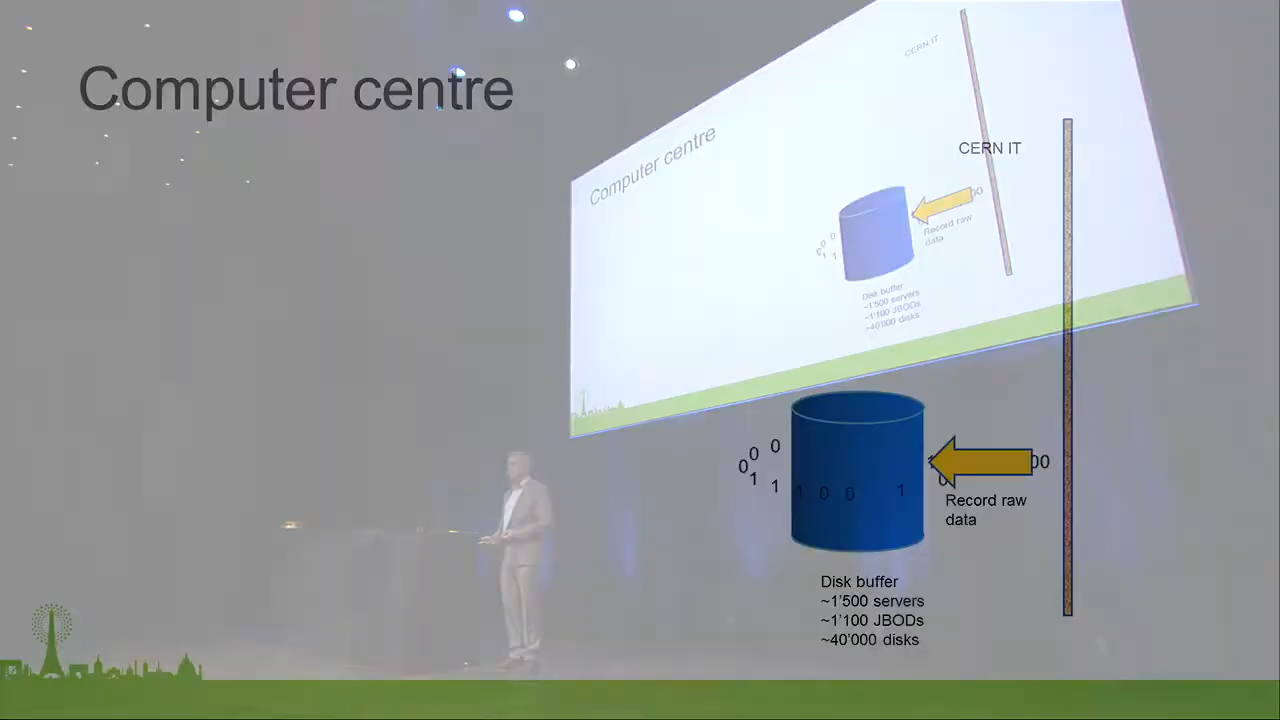 Computer centre
CERN IT
Computer centre
CERN IT
Record raw
data
Disk buffer
~1'500 servers
~1'100 JBODs
~40'000 disks
0
0
0
1
1
1 0 0 1
00
0
Record raw
data
Disk buffer
~1'500 servers
~1'100 JBODs
~40'000 disks